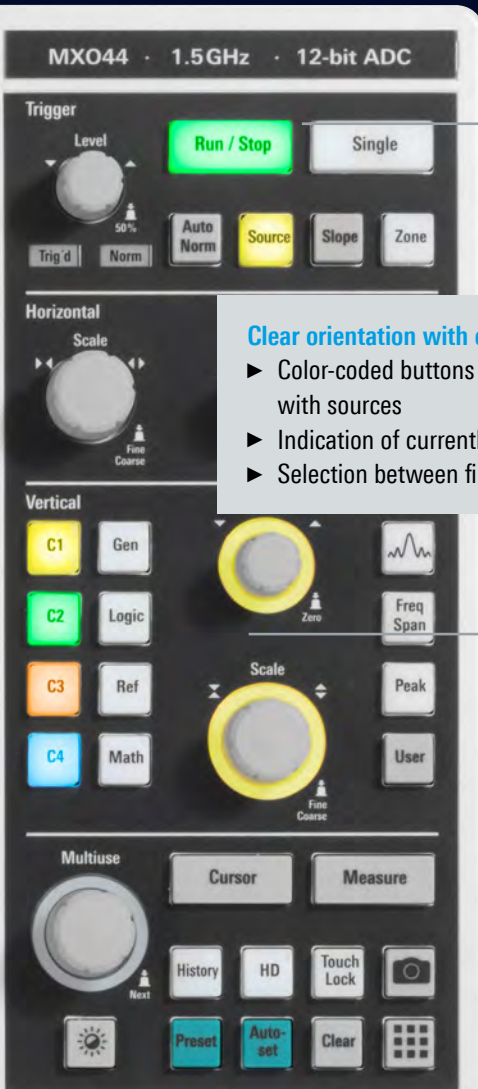 MXO44 · 1.5 GHz · 12-bit ADC
Trigger
Level
50%
Trig'd
Norm
Run / Stop
Single
Auto
Norm
Source
Slope
Zone
Horizontal
Scale
Fine
Coarse
Clear orientation with
► Color-coded buttons
with sources
► Indication of
► Selection between
Vertical
C1
Gen
C2
Logic
C3
Ref
C4
Math
Zero
Scale
Fine
Coarse
Freq
Span
Peak
User
Multiuse
Next
Cursor
Measure
History
HD
Touch
Lock
Preset
Auto-
set
Clear